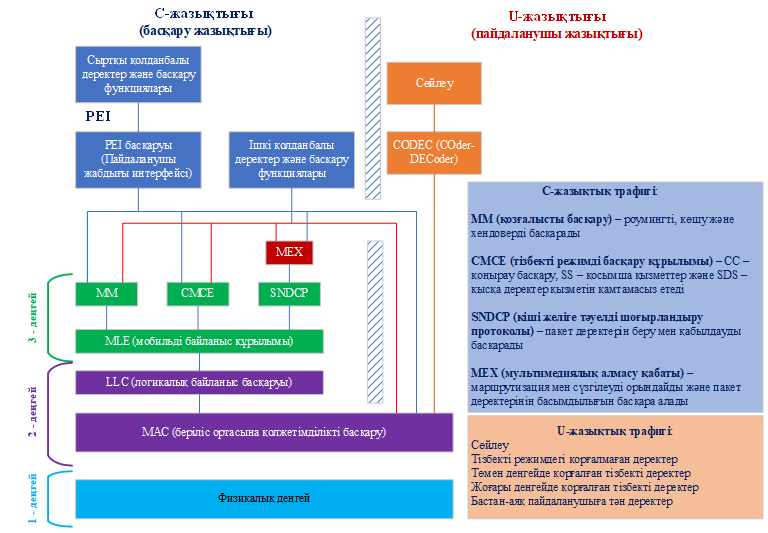 С-жазықтығы
(басқару жазықтығы)
U-жазықтығы
(пайдаланушы жазықтығы)
Сыртқы қолданбалы
деректер және басқару
функциялары
Сөйлеу
PEI
PEI басқаруы
(Пайдаланушы
жабдығы интерфейсі)
Ішкі қолданбалы
деректер және басқару
функциялары
CODEC (COder-
DECoder)
MEX
MM
CMCE
SNDCP
MLE (мобильді байланыс құрылымы)
LLC (логикалық байланыс басқаруы)
MAC (беріліс ортасына қолжетімділікті басқару)
Физикалық деңгей
3 - деңгей
2 - деңгей
1 - деңгей
С-жазықтық трафигі:
MM (қозғалысты басқару) – роумингті, көшу және
хендоверді басқарады
CMCE (тізбекті режимді басқару құрылымы) – CC –
қоңырау басқару, SS – қосымша қызметтер және SDS –
қысқа деректер қызметін қамтамасыз етеді
SNDCP (кіші желіге тәуелді шоғырландыру
протоколы) – пакет деректерін беру мен қабылдауды
басқарады
MEX (мультимедиялық алмасу қабаты) –
маршрутизация мен сүзгілеуді орындайды және пакет
деректерінің басымдылығын басқара алады
U-жазықтық трафигі:
Сөйлеу
Тізбекті режимдегі қорғалмаған деректер
Төмен деңгейде қорғалған тізбекті деректер
Жоғары деңгейде қорғалған тізбекті деректер
Бастан-аяқ пайдаланушыға тән деректер